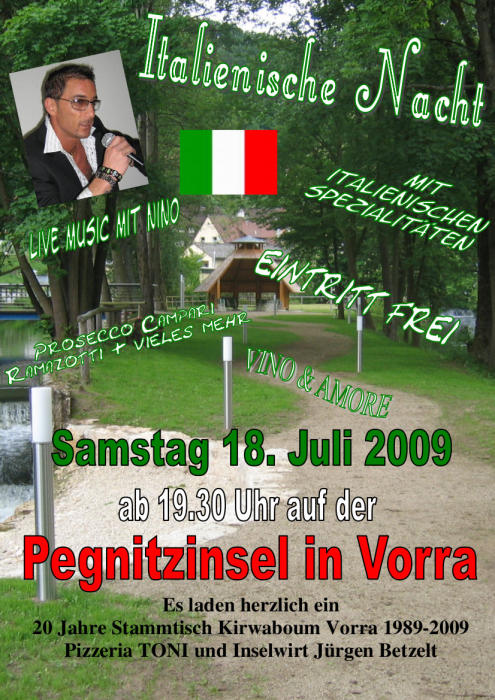 Italienische Nacht
MIT
ITALIENISCHEN
SPEZIALITÄTEN
LIVE MUSIC MIT NINO
EINTRITT FREI
PROSECCO CAMPARI
RAMAZOTTI + VIELES MEHR
VINO & AMORE
Samstag 18. Juli 2009
ab 19.30 Uhr auf der
Pegnitzinsel in Vorra
Es laden herzlich ein
20 Jahre Stammtisch Kirwaboum Vorra 1989-2009
Pizzeria TONI und Inselwirt Jürgen Betzelt